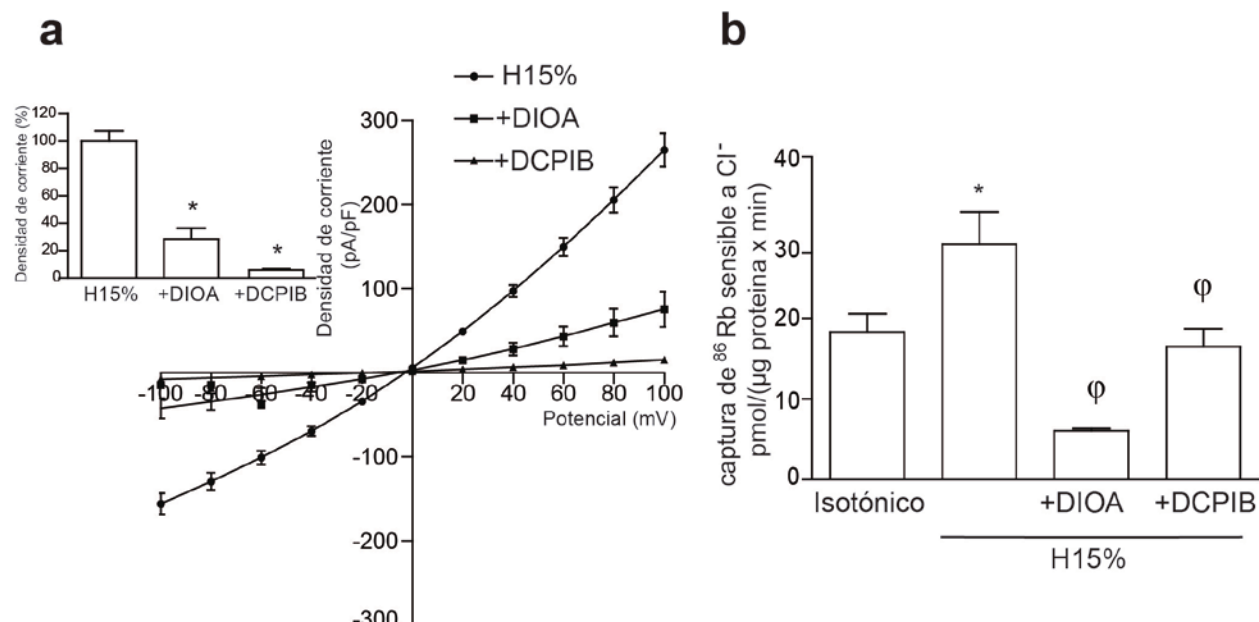 a
H15%
+DIOA
+DCPIB
Densidad de corriente (%)
120
100
80
60
40
20
0
*
*
H15% +DIOA +DCPIB
Densidad de corriente
(pA/pF)
300
200
100
-100
-200
-300
-100 -80 -60 -40 -20
20 40 60 80 100
Potencial (mV)
b
captura de ⁸⁶Rb sensible a Cl⁻
pmol/(µg proteina x min)
40
30
20
10
0
*
φ
φ
Isotónico +DIOA +DCPIB
H15%